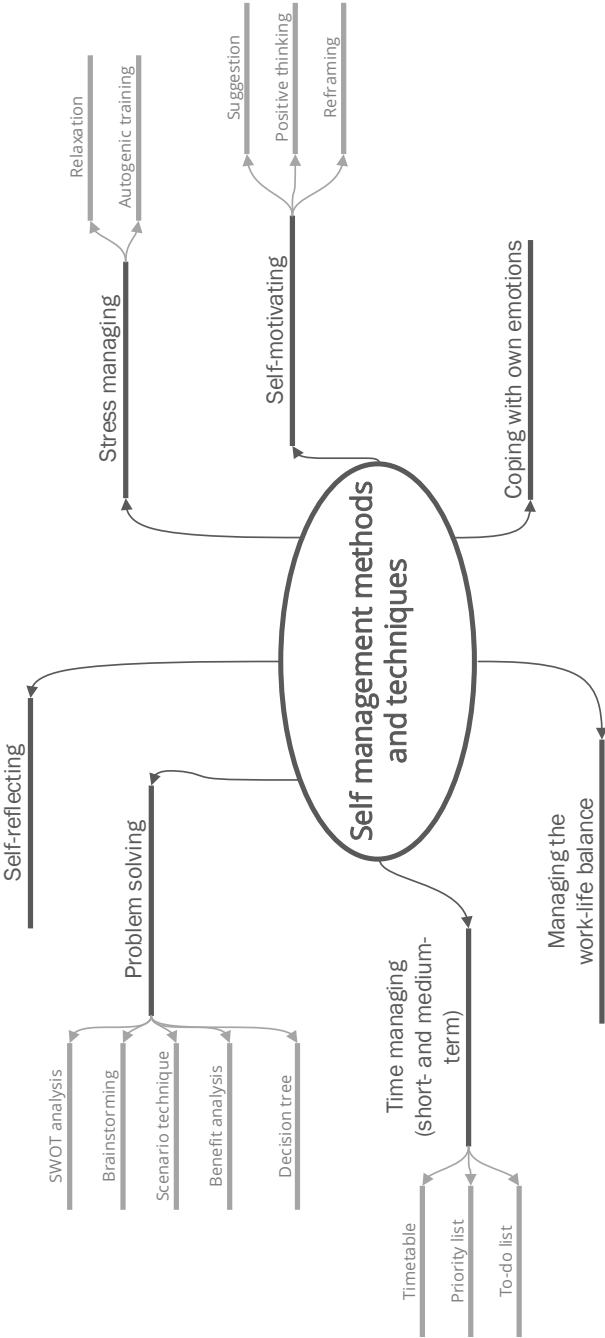 Self management methods
and techniques
Self-reflecting
Problem solving
SWOT analysis
Brainstorming
Scenario technique
Benefit analysis
Decision tree
Time managing
(short- and medium-
term)
Timetable
Priority list
To-do list
Managing the
work-life balance
Stress managing
Relaxation
Autogenic training
Self-motivating
Suggestion
Positive thinking
Reframing
Coping with own emotions